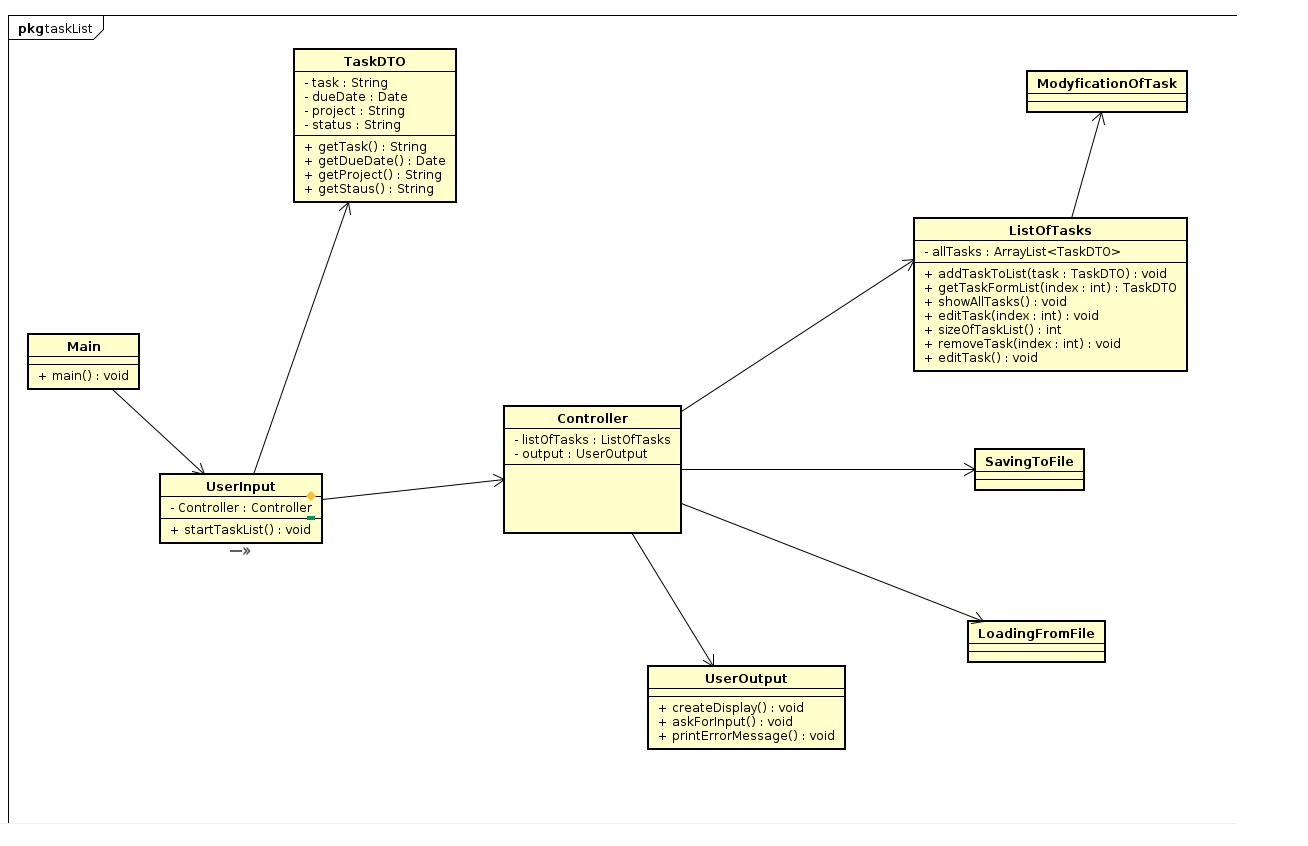 pkg taskList
TaskDTO
- task : String
- dueDate : Date
- project : String
- status : String
+ getTask() : String
+ getDueDate() : Date
+ getProject() : String
+ getStaus() : String
ModyficationOfTask
ListOfTasks
- allTasks : ArrayList<TaskDTO>
+ addTaskToList(task : TaskDTO) : void
+ getTaskFormList(index : int) : TaskDTO
+ showAllTasks() : void
+ editTask(index : int) : void
+ sizeOfTaskList() : int
+ removeTask(index : int) : void
+ editTask() : void
Main
+ main() : void
Controller
- listOfTasks : ListOfTasks
- output : UserOutput
SavingToFile
UserInput
- Controller : Controller
+ startTaskList() : void
LoadingFromFile
UserOutput
+ createDisplay() : void
+ askForInput() : void
+ printErrorMessage() : void